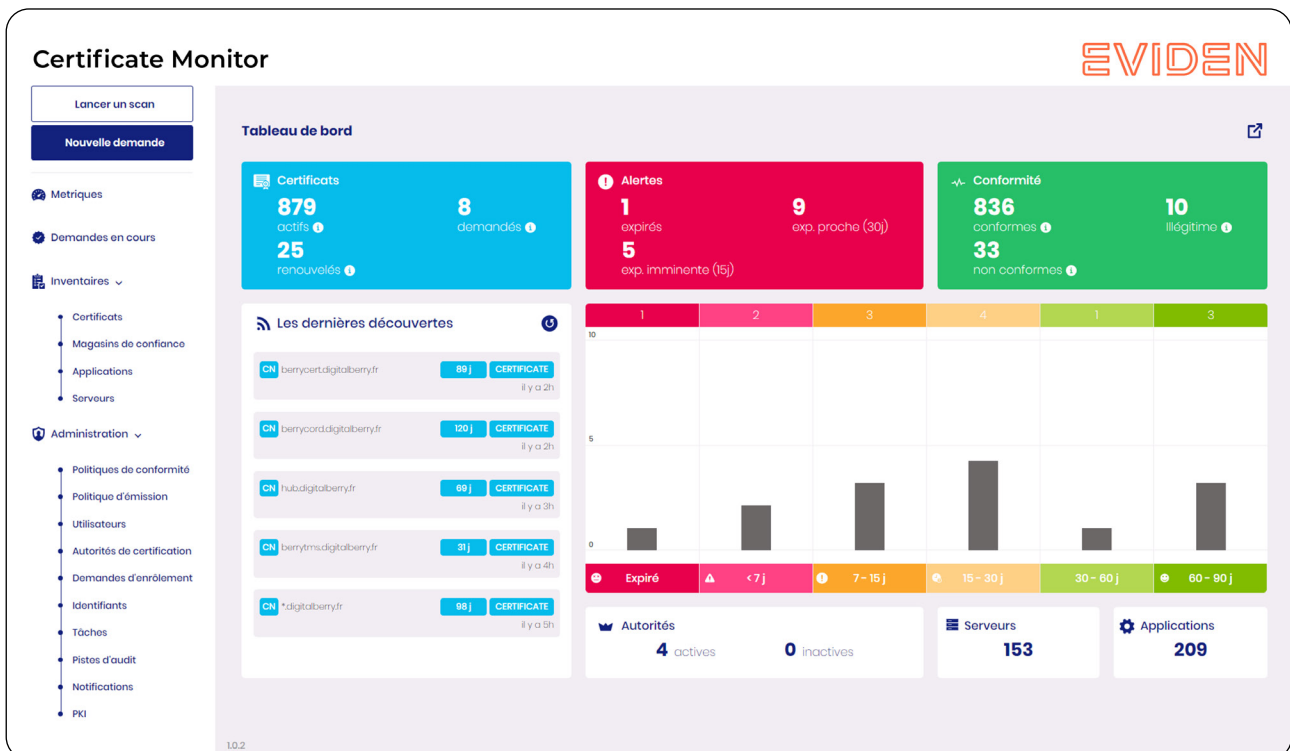 Certificate Monitor
EVIDEN
Lancer un scan
Nouvelle demande
Metriques
Demandes en cours
Inventaires
Certificats
Magasins de confiance
Applications
Serveurs
Administration
Politiques de conformité
Politique d'émission
Utilisateurs
Autorités de certification
Demandes d'enrôlement
Identifiants
Tâches
Pistes d'audit
Notifications
PKI
Tableau de bord
Certificats
879 8
actifs demandés
25
renouvelés
Alertes
1 9
expirés exp. proche (30j)
5
exp. imminente (15j)
Conformité
836 10
conformes Illégitime
33
non conformes
Les dernières découvertes
CN berrycert.digitalberry.fr 89 j CERTIFICATE
il y a 2h
CN berrycord.digitalberry.fr 120 j CERTIFICATE
il y a 2h
CN hub.digitalberry.fr 69 j CERTIFICATE
il y a 3h
CN berrytms.digitalberry.fr 31 j CERTIFICATE
il y a 4h
CN *.digitalberry.fr 98 j CERTIFICATE
il y a 5h
1 2 3 4 1 3
10
5
0
Expiré <7 j 7 - 15 j 15 - 30 j 30 - 60 j 60 - 90 j
Autorités
4 actives 0 inactives
Serveurs
153
Applications
209
1.0.2